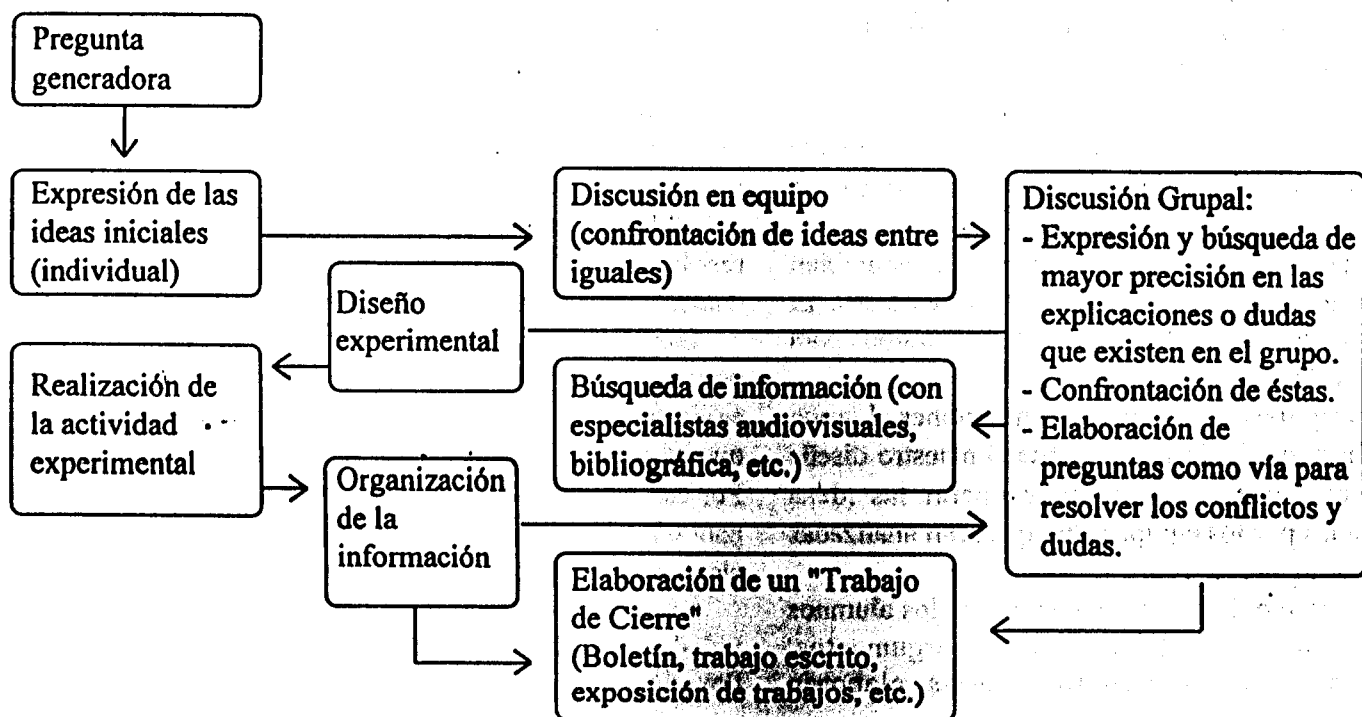 Pregunta
generadora
Expresión de las
ideas iniciales
(individual)
Discusión en equipo
(confrontación de ideas entre
iguales)
Discusión Grupal:
- Expresión y búsqueda de
mayor precisión en las
explicaciones o dudas
que existen en el grupo.
- Confrontación de éstas.
- Elaboración de
preguntas como vía para
resolver los conflictos y
dudas.
Diseño
experimental
Realización de
la actividad
experimental
Búsqueda de información (con
especialistas audiovisuales,
bibliográfica, etc.)
Organización
de la
información
Elaboración de un "Trabajo
de Cierre"
(Boletín, trabajo escrito,
exposición de trabajos, etc.)